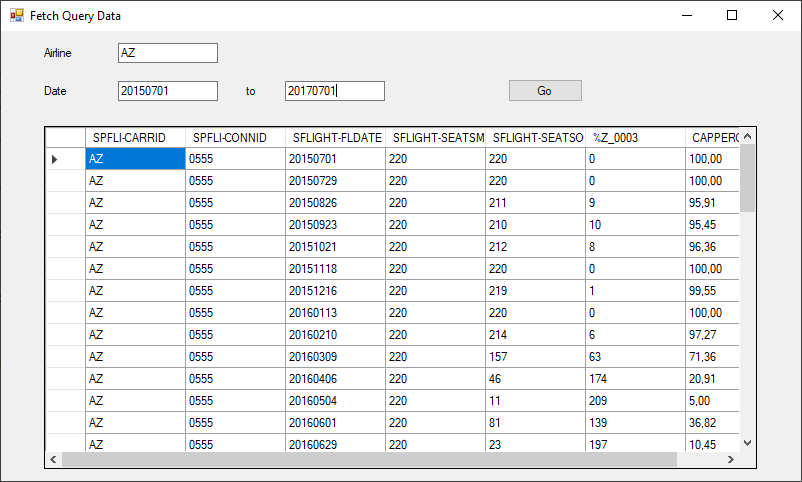 Fetch Query Data
Airline AZ
Date 20150701 to 20170701 Go
SPFLI-CARRID SPFLI-CONNID SFLIGHT-FLDATE SFLIGHT-SEATSM SFLIGHT-SEATSO %Z_0003 CAPPERC
AZ 0555 20150701 220 220 0 100,00
AZ 0555 20150729 220 220 0 100,00
AZ 0555 20150826 220 211 9 95,91
AZ 0555 20150923 220 210 10 95,45
AZ 0555 20151021 220 212 8 96,36
AZ 0555 20151118 220 220 0 100,00
AZ 0555 20151216 220 219 1 99,55
AZ 0555 20160113 220 220 0 100,00
AZ 0555 20160210 220 214 6 97,27
AZ 0555 20160309 220 157 63 71,36
AZ 0555 20160406 220 46 174 20,91
AZ 0555 20160504 220 11 209 5,00
AZ 0555 20160601 220 81 139 36,82
AZ 0555 20160629 220 23 197 10,45